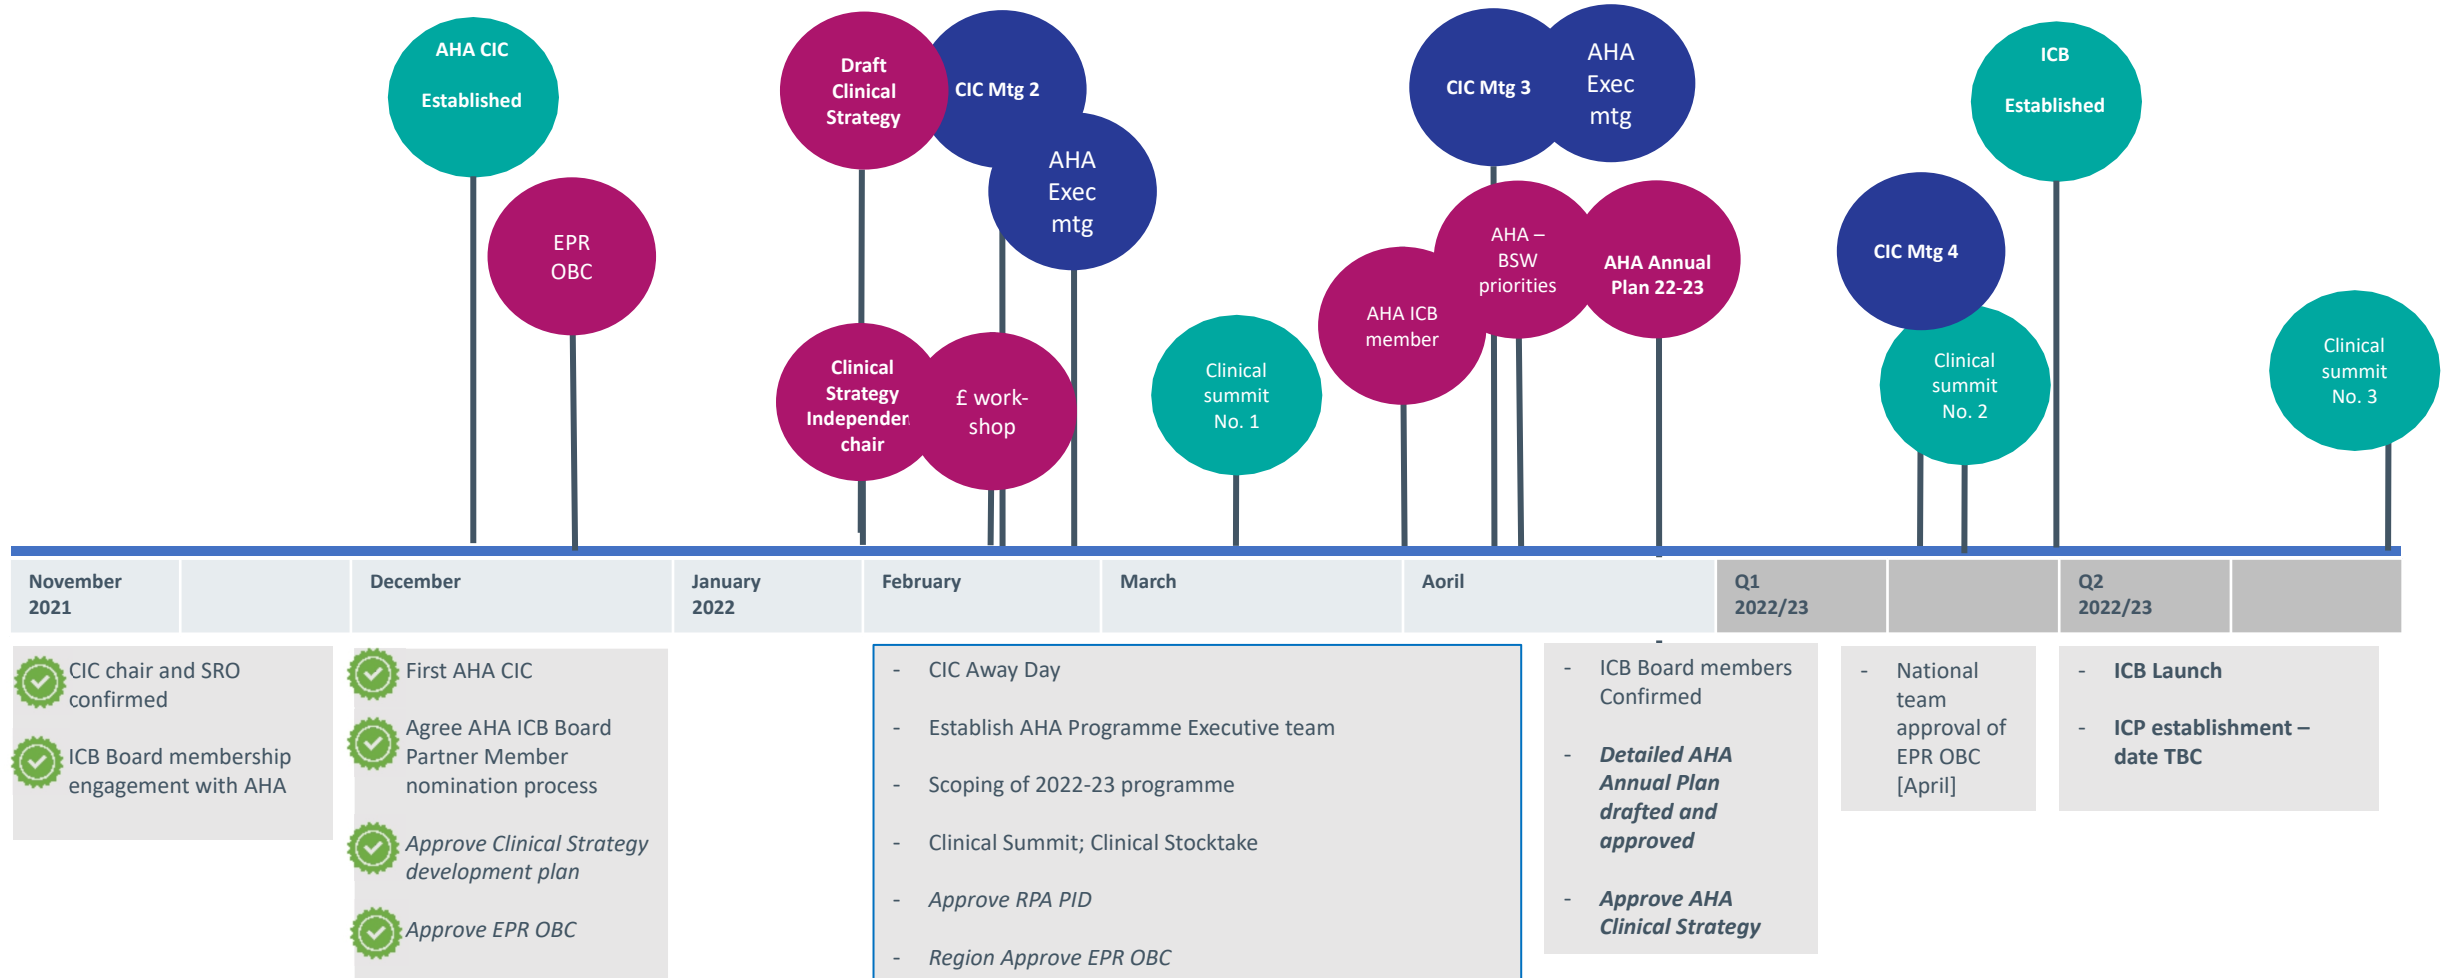 AHA CIC
Established
EPR
OBC
Draft
Clinical
Strategy
CIC Mtg 2
AHA
Exec
mtg
Clinical
Strategy
Independen
chair
£ work-
shop
Clinical
summit
No. 1
CIC Mtg 3
AHA
Exec
mtg
AHA ICB
member
AHA –
BSW
priorities
AHA Annual
Plan 22-23
CIC Mtg 4
Clinical
summit
No. 2
ICB
Established
Clinical
summit
No. 3
November
2021
December
January
2022
February
March
Aoril
Q1
2022/23
Q2
2022/23
CIC chair and SRO
confirmed
ICB Board membership
engagement with AHA
First AHA CIC
Agree AHA ICB Board
Partner Member
nomination process
Approve Clinical Strategy
development plan
Approve EPR OBC
- CIC Away Day
- Establish AHA Programme Executive team
- Scoping of 2022-23 programme
- Clinical Summit; Clinical Stocktake
- Approve RPA PID
- Region Approve EPR OBC
- ICB Board members
Confirmed
- Detailed AHA
Annual Plan
drafted and
approved
- Approve AHA
Clinical Strategy
- National
team
approval of
EPR OBC
[April]
- ICB Launch
- ICP establishment –
date TBC